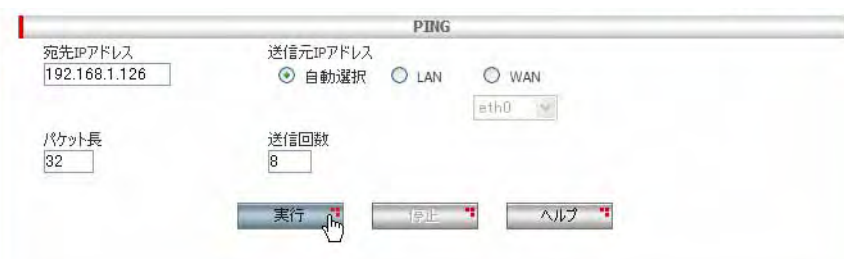 PING
宛先IPアドレス 送信元IPアドレス
192.168.1.126 自動選択 LAN WAN
eth0
パケット長 送信回数
32 8
実行 停止 ヘルプ